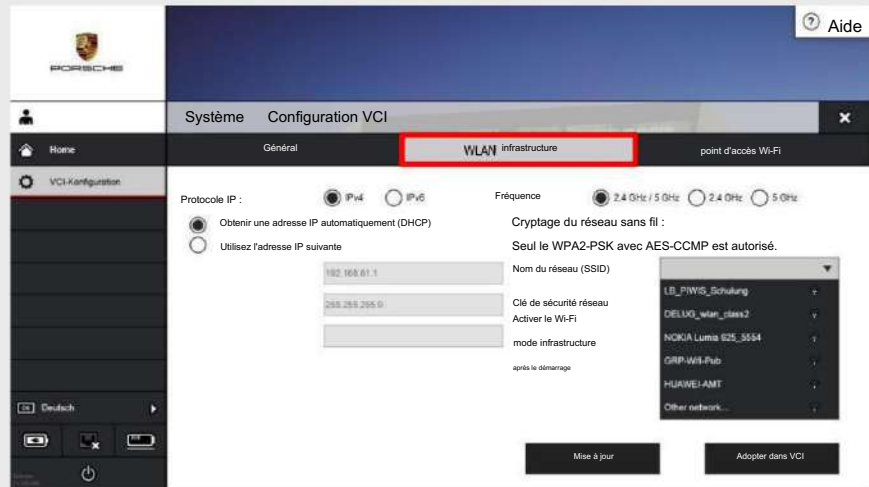 Aide
PORSCHE
Système Configuration VCI
Home
Général
WLAN infrastructure
point d'accès Wi-Fi
VCI-Konfiguration
Protocole IP :
IPv4
IPv6
Fréquence
2.4 GHz / 5 GHz
2.4 GHz
5 GHz
Obtenir une adresse IP automatiquement (DHCP)
Cryptage du réseau sans fil :
Utilisez l'adresse IP suivante
Seul le WPA2-PSK avec AES-CCMP est autorisé.
192.168.61.1
Nom du réseau (SSID)
LB_PIWIS_Schulung
255.255.255.0
Clé de sécurité réseau
Activer le Wi-Fi
DELUG_wlan_class2
mode infrastructure
NOKIA Lumia 625_5554
après le démarrage
GRP-Wifi-Pub
HUAWEI-AMT
Deutsch
Other network...
Mise à jour
Adopter dans VCI